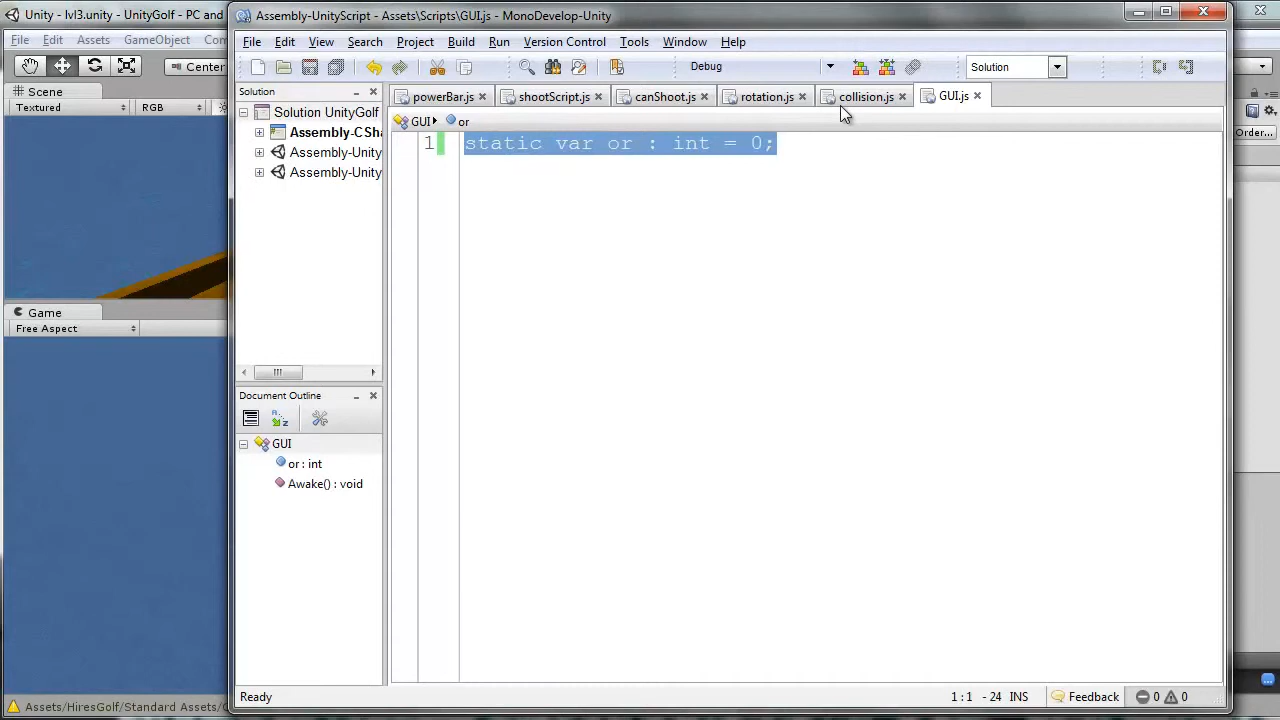 Unity - lvl3.unity - UnityGolf - PC and
Assembly-UnityScript - Assets\Scripts\GUI.js - MonoDevelop-Unity
File Edit Assets GameObject Com
File Edit View Search Project Build Run Version Control Tools Window Help
Center
Debug
Solution
Scene
Textured RGB
Solution
powerBar.js shootScript.js canShoot.js rotation.js collision.js GUI.js
Solution UnityGolf
Assembly-CSha
Assembly-Unity
Assembly-Unity
GUI or
1 static var or : int = 0;
Order...
Game
Free Aspect
Document Outline
GUI
or : int
Awake() : void
Ready
1 : 1 - 24 INS
Feedback
0 0
Assets/HiresGolf/Standard Assets/